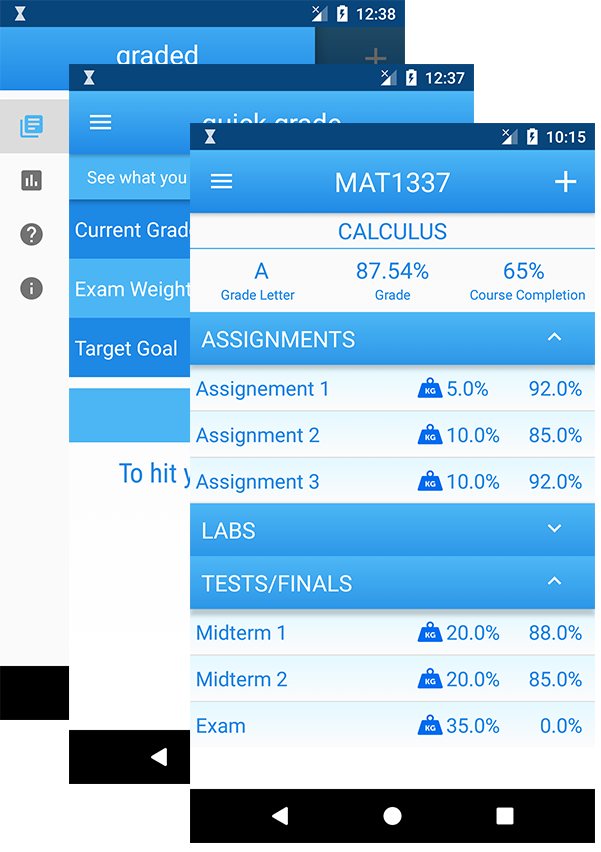 12:38
graded
12:37
quick grade
See what you
Current Grad
Exam Weight
Target Goal
To hit y
10:15
MAT1337
CALCULUS
A 87.54% 65%
Grade Letter Grade Course Completion
ASSIGNMENTS
Assignement 1 KG 5.0% 92.0%
Assignment 2 KG 10.0% 85.0%
Assignment 3 KG 10.0% 92.0%
LABS
TESTS/FINALS
Midterm 1 KG 20.0% 88.0%
Midterm 2 KG 20.0% 85.0%
Exam KG 35.0% 0.0%